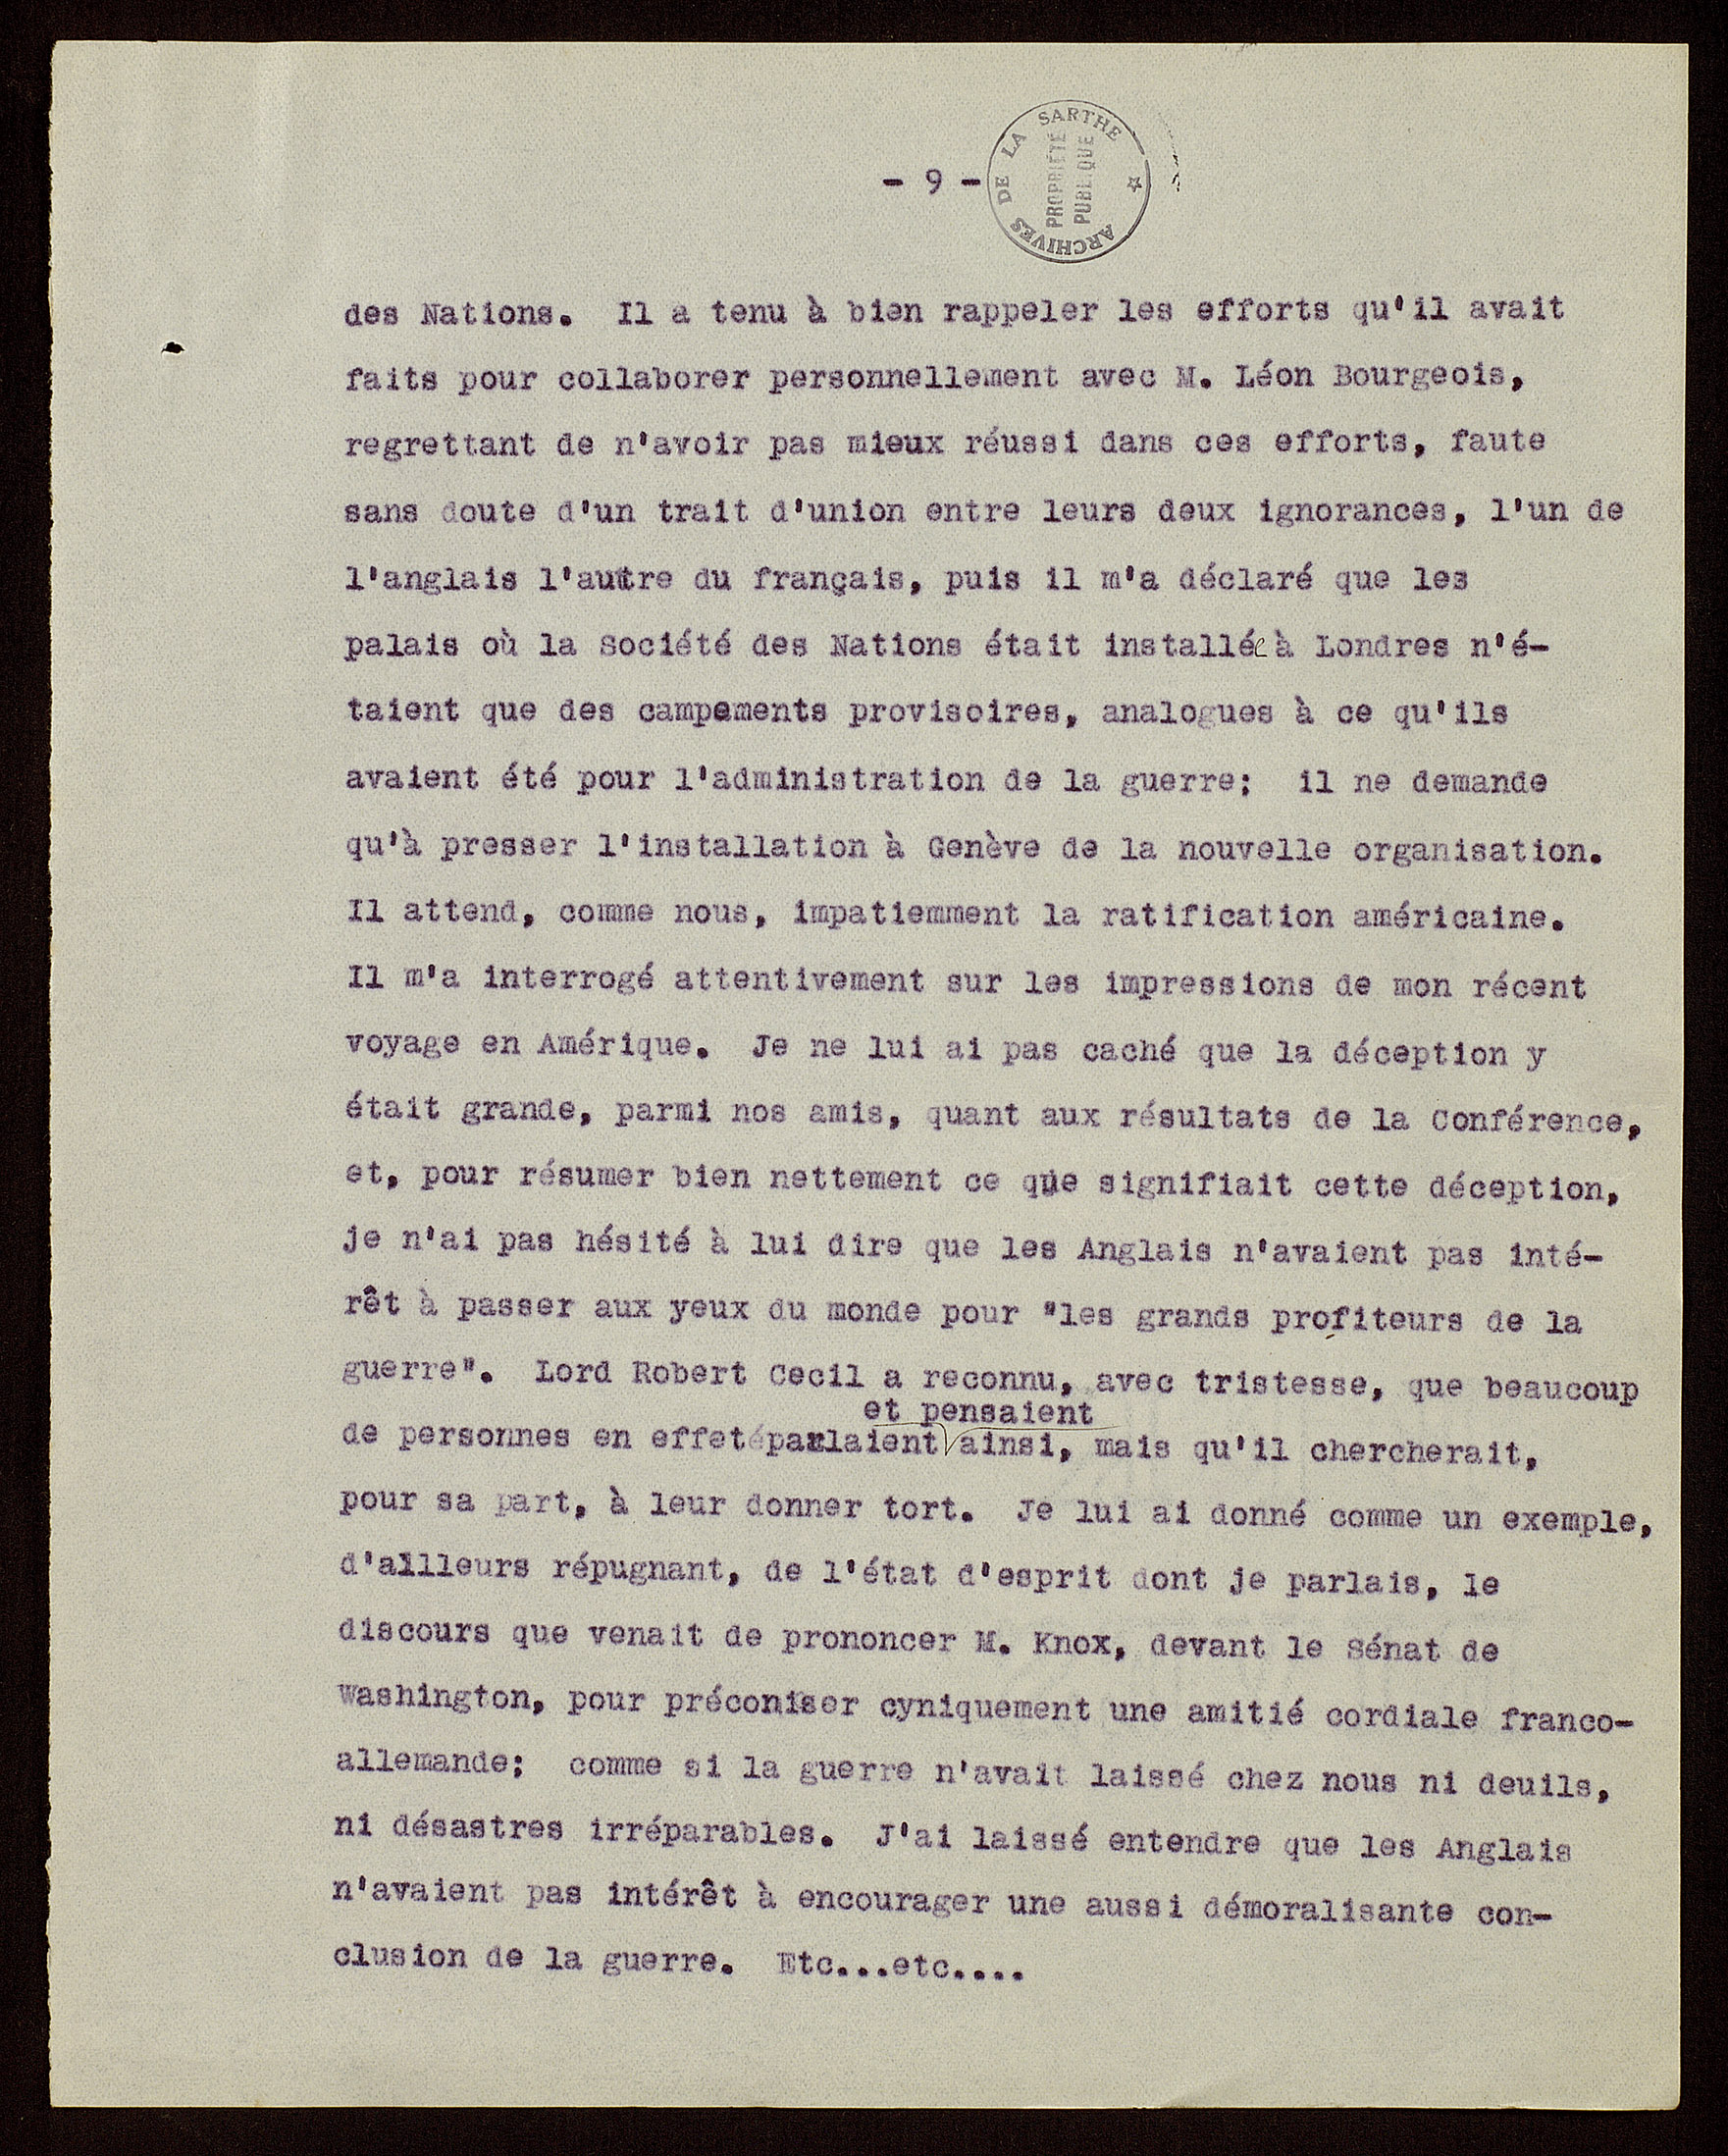 - 9 -
ARCHIVES DE LA SARTHE
PROPRIÉTÉ
PUBLIQUE
des Nations. Il a tenu à bien rappeler les efforts qu'il avait
faits pour collaborer personnellement avec M. Léon Bourgeois,
regrettant de n'avoir pas mieux réussi dans ces efforts, faute
sans doute d'un trait d'union entre leurs deux ignorances, l'un de
l'anglais l'autre du français, puis il m'a déclaré que les
palais où la Société des Nations était installée à Londres n'é-
taient que des campements provisoires, analogues à ce qu'ils
avaient été pour l'administration de la guerre; il ne demande
qu'à presser l'installation à Genève de la nouvelle organisation.
Il attend, comme nous, impatiemment la ratification américaine.
Il m'a interrogé attentivement sur les impressions de mon récent
voyage en Amérique. Je ne lui ai pas caché que la déception y
était grande, parmi nos amis, quant aux résultats de la Conférence,
et, pour résumer bien nettement ce que signifiait cette déception,
je n'ai pas hésité à lui dire que les Anglais n'avaient pas inté-
rêt à passer aux yeux du monde pour "les grands profiteurs de la
guerre". Lord Robert Cecil a reconnu, avec tristesse, que beaucoup
et pensaient
de personnes en effet parlaient ainsi, mais qu'il chercherait,
pour sa part, à leur donner tort. Je lui ai donné comme un exemple,
d'ailleurs répugnant, de l'état d'esprit dont je parlais, le
discours que venait de prononcer M. Knox, devant le Sénat de
Washington, pour préconiser cyniquement une amitié cordiale franco-
allemande; comme si la guerre n'avait laissé chez nous ni deuils,
ni désastres irréparables. J'ai laissé entendre que les Anglais
n'avaient pas intérêt à encourager une aussi démoralisante con-
clusion de la guerre. Etc...etc....